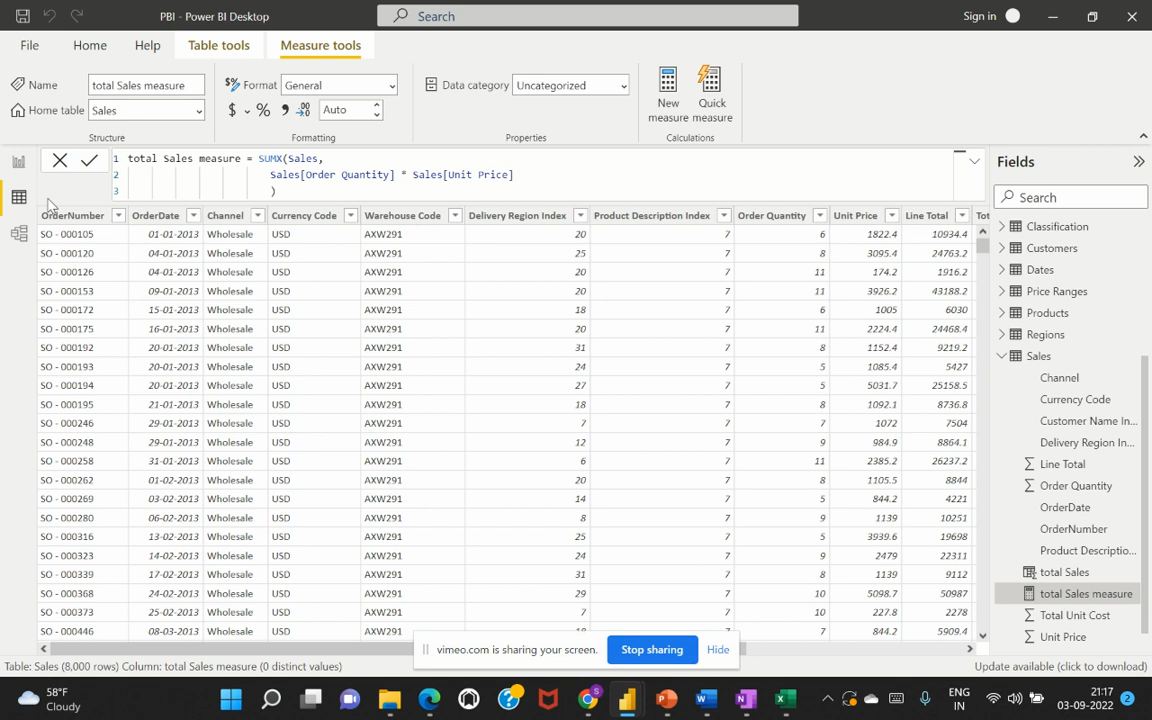 PBI - Power BI Desktop
Search
Sign in
File
Home
Help
Table tools
Measure tools
Name
total Sales measure
Format
General
Data category
Uncategorized
Home table
Sales
$
%
Auto
New measure
Quick measure
Structure
Formatting
Properties
Calculations
1 total Sales measure = SUMX(Sales,
2 Sales[Order Quantity] * Sales[Unit Price]
3 )
OrderNumber OrderDate Channel Currency Code Warehouse Code Delivery Region Index Product Description Index Order Quantity Unit Price Line Total Tot
SO - 000105 01-01-2013 Wholesale USD AXW291 20 7 6 1822.4 10934.4
SO - 000120 04-01-2013 Wholesale USD AXW291 25 7 8 3095.4 24763.2
SO - 000126 04-01-2013 Wholesale USD AXW291 20 7 11 174.2 1916.2
SO - 000153 09-01-2013 Wholesale USD AXW291 20 7 11 3926.2 43188.2
SO - 000172 15-01-2013 Wholesale USD AXW291 18 7 6 1005 6030
SO - 000175 16-01-2013 Wholesale USD AXW291 20 7 11 2224.4 24468.4
SO - 000192 20-01-2013 Wholesale USD AXW291 31 7 8 1152.4 9219.2
SO - 000193 20-01-2013 Wholesale USD AXW291 24 7 5 1085.4 5427
SO - 000194 20-01-2013 Wholesale USD AXW291 27 7 5 5031.7 25158.5
SO - 000195 21-01-2013 Wholesale USD AXW291 18 7 8 1092.1 8736.8
SO - 000246 29-01-2013 Wholesale USD AXW291 7 7 7 1072 7504
SO - 000248 29-01-2013 Wholesale USD AXW291 12 7 9 984.9 8864.1
SO - 000258 31-01-2013 Wholesale USD AXW291 6 7 11 2385.2 26237.2
SO - 000262 01-02-2013 Wholesale USD AXW291 20 7 8 1105.5 8844
SO - 000269 03-02-2013 Wholesale USD AXW291 14 7 5 844.2 4221
SO - 000280 06-02-2013 Wholesale USD AXW291 8 7 9 1139 10251
SO - 000316 13-02-2013 Wholesale USD AXW291 25 7 5 3939.6 19698
SO - 000323 14-02-2013 Wholesale USD AXW291 24 7 9 2479 22311
SO - 000339 17-02-2013 Wholesale USD AXW291 31 7 8 1139 9112
SO - 000368 24-02-2013 Wholesale USD AXW291 29 7 10 5098.7 50987
SO - 000373 25-02-2013 Wholesale USD AXW291 7 7 10 227.8 2278
SO - 000446 08-03-2013 Wholesale USD AXW291 7 844.2 5909.4
Fields
Search
Classification
Customers
Dates
Price Ranges
Products
Regions
Sales
Channel
Currency Code
Customer Name In...
Delivery Region In...
Line Total
Order Quantity
OrderDate
OrderNumber
Product Descriptio...
total Sales
total Sales measure
Total Unit Cost
Unit Price
vimeo.com is sharing your screen.
Stop sharing
Hide
Table: Sales (8,000 rows) Column: total Sales measure (0 distinct values)
Update available (click to download)
58°F
Cloudy
ENG
IN
21:17
03-09-2022
2